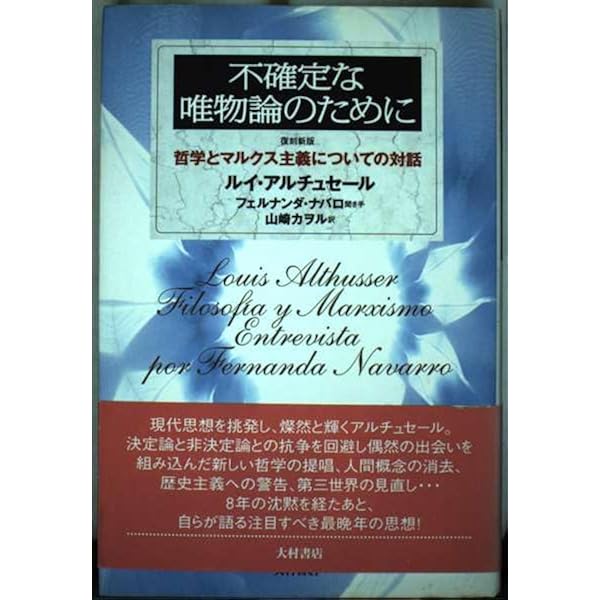 不確定な
唯物論のために
復刻新版
哲学とマルクス主義についての対話
ルイ・アルチュセール
フェルナンダ・ナバロ聞き手
山崎カヲル訳
Louis Althusser
Filosofía y Marxismo
Entrevista
por Fernanda Navarro
現代思想を挑発し、燦然と輝くアルチュセール。
決定論と非決定論との抗争を回避し偶然の出会いを
組み込んだ新しい哲学の提唱、人間概念の消去、
歴史主義への警告、第三世界の見直し・・・
8年の沈黙を経たあと、
自らが語る注目すべき最晩年の思想!
大村書店